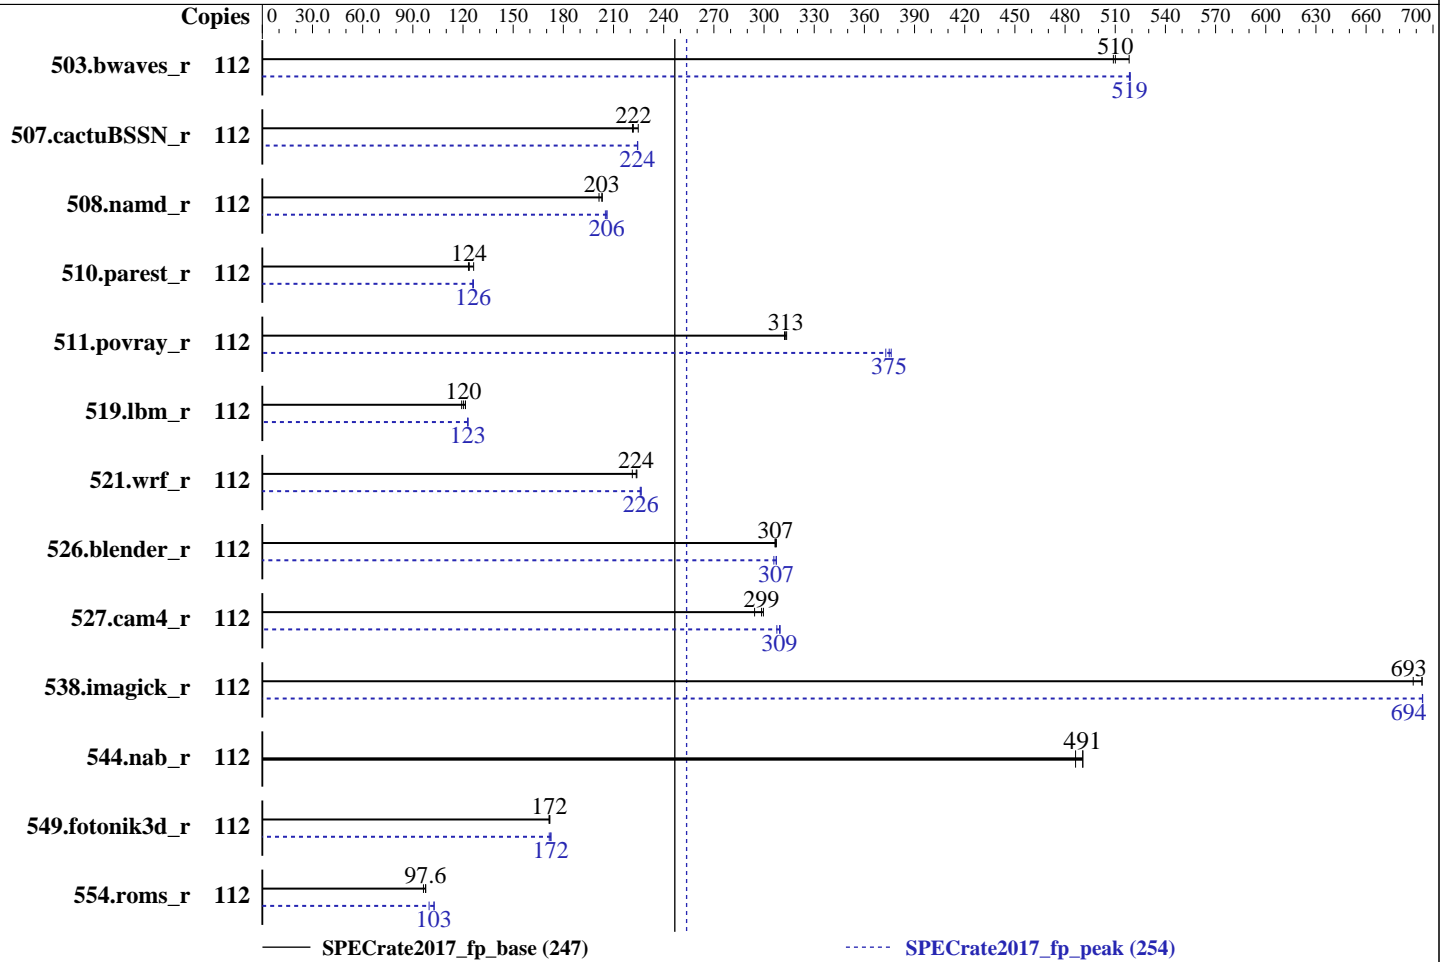 Copies 0 30.0 60.0 90.0 120 150 180 210 240 270 300 330 360 390 420 450 480 510 540 570 600 630 660 700
510
503.bwaves_r 112
519
222
507.cactuBSSN_r 112
224
203
508.namd_r 112
206
124
510.parest_r 112
126
313
511.povray_r 112
375
120
519.lbm_r 112
123
224
521.wrf_r 112
226
307
526.blender_r 112
307
299
527.cam4_r 112
309
693
538.imagick_r 112
694
491
544.nab_r 112
172
549.fotonik3d_r 112
172
97.6
554.roms_r 112
103
SPECrate2017_fp_base (247) SPECrate2017_fp_peak (254)